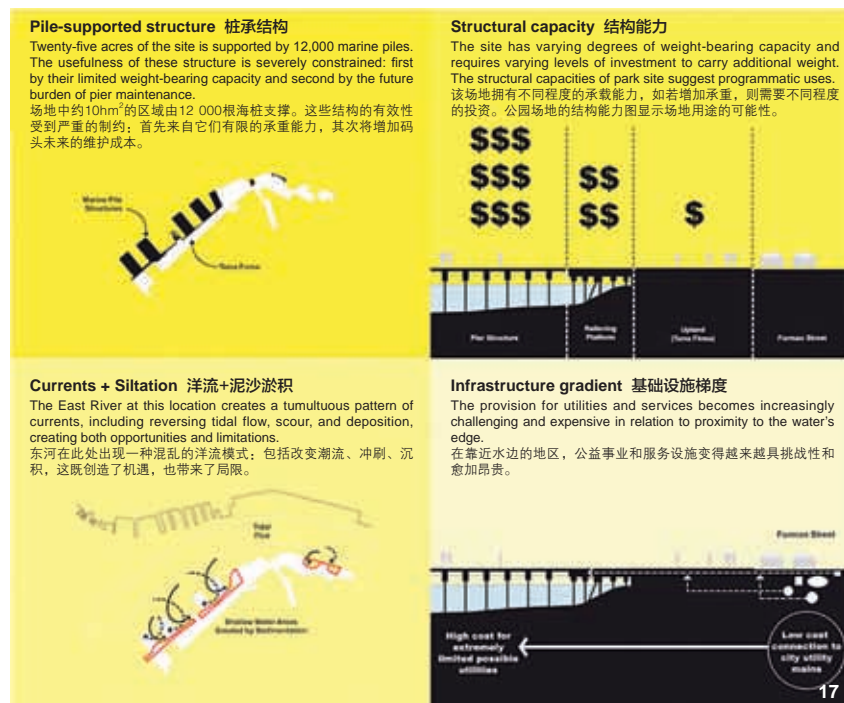 Pile-supported structure 桩承结构
Twenty-five acres of the site is supported by 12,000 marine piles.
The usefulness of these structure is severely constrained: first
by their limited weight-bearing capacity and second by the future
burden of pier maintenance.
场地中约10hm²的区域由12 000根海桩支撑。这些结构的有效性
受到严重的制约；首先来自它们有限的承重能力，其次将增加码
头未来的维护成本。
Marine Pile
Structures
Terra Firma
Structural capacity 结构能力
The site has varying degrees of weight-bearing capacity and
requires varying levels of investment to carry additional weight.
The structural capacities of park site suggest programmatic uses.
该场地拥有不同程度的承载能力，如若增加承重，则需要不同程度
的投资。公园场地的结构能力图显示场地用途的可能性。
$$$
$$$ $$
$$$ $$ $
Pier Structure
Relieving
Platform
Upland
(Terra Firma)
Furman Street
Currents + Siltation 洋流+泥沙淤积
The East River at this location creates a tumultuous pattern of
currents, including reversing tidal flow, scour, and deposition,
creating both opportunities and limitations.
东河在此处出现一种混乱的洋流模式；包括改变潮流、冲刷、沉
积，这既创造了机遇，也带来了局限。
Tidal
Flow
Shallow Water Areas
Created by Sedimentation
Infrastructure gradient 基础设施梯度
The provision for utilities and services becomes increasingly
challenging and expensive in relation to proximity to the water's
edge.
在靠近水边的地区，公益事业和服务设施变得越来越具挑战性和
愈加昂贵。
Furman Street
High cost for
extremely
limited possible
utilities
Low cost
connection to
city utility
mains
17